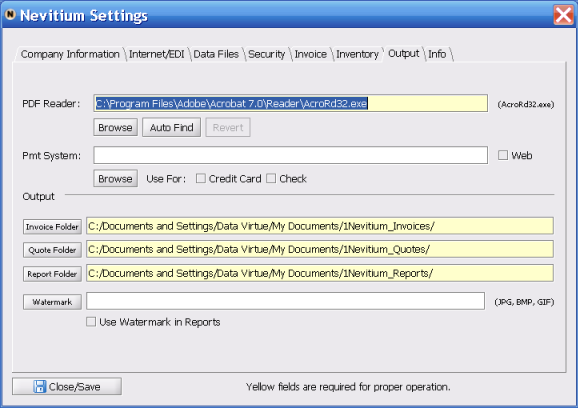 Nevitium Settings
Company Information Internet/EDI Data Files Security Invoice Inventory Output Info
PDF Reader: C:\Program Files\Adobe\Acrobat 7.0\Reader\AcroRd32.exe (AcroRd32.exe)
Browse Auto Find Revert
Pmt System: Web
Browse Use For: Credit Card Check
Output
Invoice Folder C:/Documents and Settings/Data Virtue/My Documents/1Nevitium_Invoices/
Quote Folder C:/Documents and Settings/Data Virtue/My Documents/1Nevitium_Quotes/
Report Folder C:/Documents and Settings/Data Virtue/My Documents/1Nevitium_Reports/
Watermark (JPG, BMP, GIF)
Use Watermark in Reports
Close/Save Yellow fields are required for proper operation.